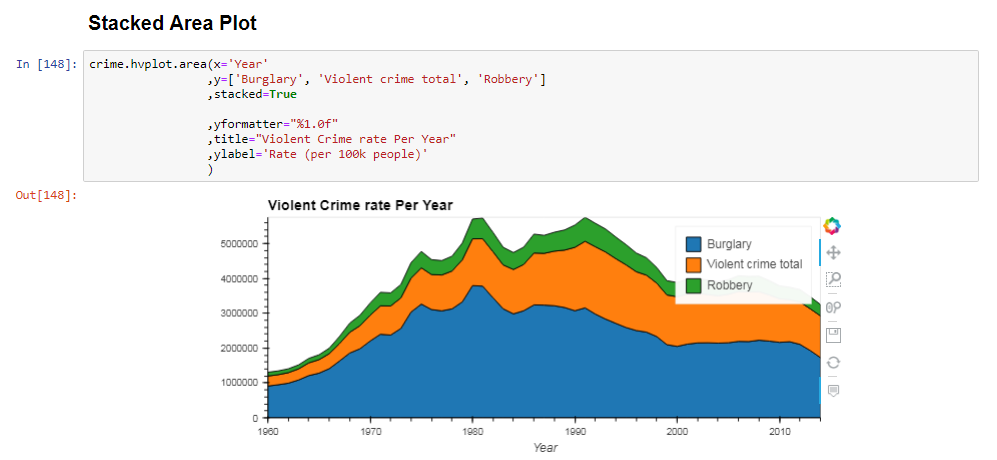 Stacked Area Plot
In [148]: crime.hvplot.area(x='Year'
,y=['Burglary', 'Violent crime total', 'Robbery']
,stacked=True
,yformatter="%1.0f"
,title="Violent Crime rate Per Year"
,ylabel='Rate (per 100k people)'
)
Out[148]:
Violent Crime rate Per Year
5000000
4000000
3000000
2000000
1000000
0
Burglary
Violent crime total
Robbery
1960 1970 1980 1990 2000 2010
Year